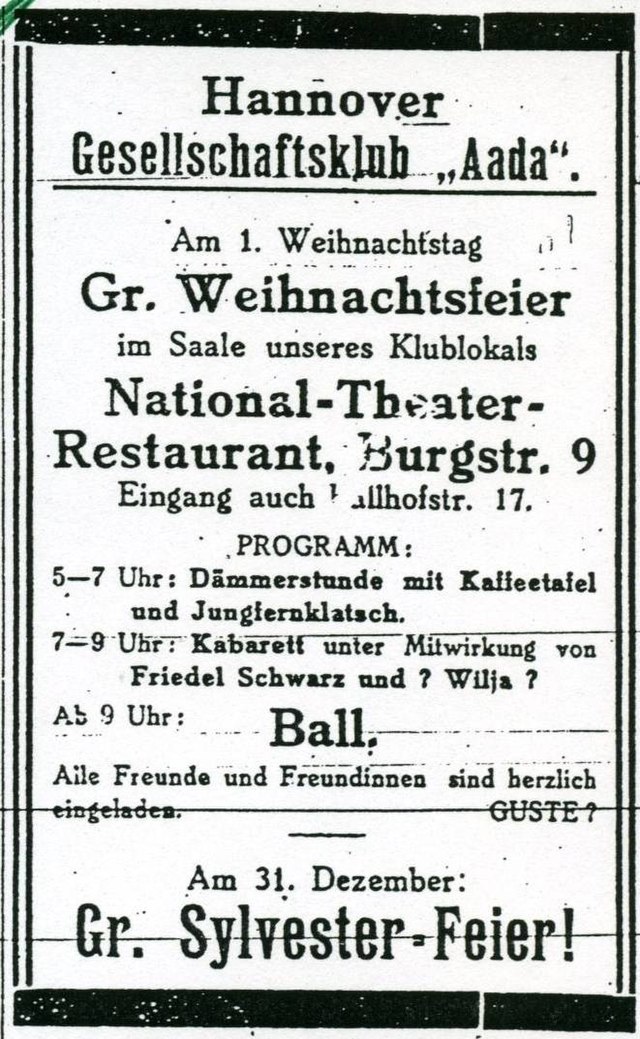 Hannover
Gesellschaftsklub „Aada“.
Am 1. Weihnachtstag
Gr. Weihnachtsfeier
im Saale unseres Klublokals
National-Theater-
Restaurant, Burgstr. 9
Eingang auch 17.
PROGRAMM:
5—7 Uhr: Dämmerstunde mit Kaffeetafel
und Jungfernklatsch.
7—9 Uhr: Kabarett unter Mitwirkung von
Friedel Schwarz und ? Wilja ?
Ab 9 Uhr: Ball.
Alle Freunde und Freundinnen sind herzlich
eingeladen. GUSTE ?
Am 31. Dezember:
Gr. Sylvester-Feier!